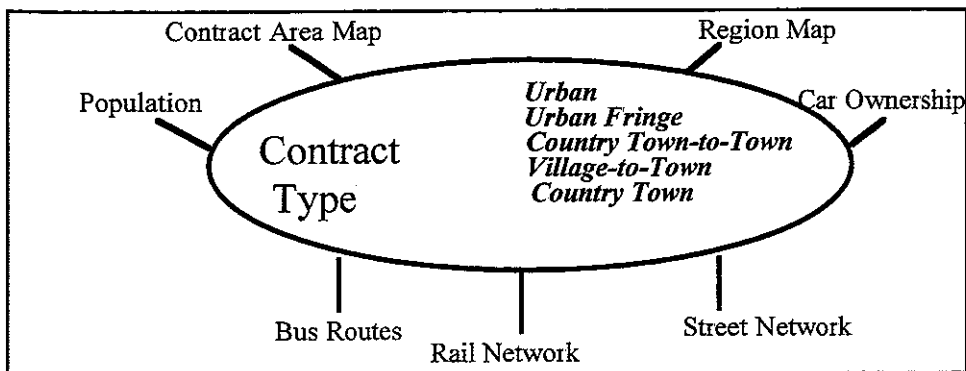 Contract Area Map
Region Map
Population
Car Ownership
Contract
Type
Urban
Urban Fringe
Country Town-to-Town
Village-to-Town
Country Town
Bus Routes
Rail Network
Street Network